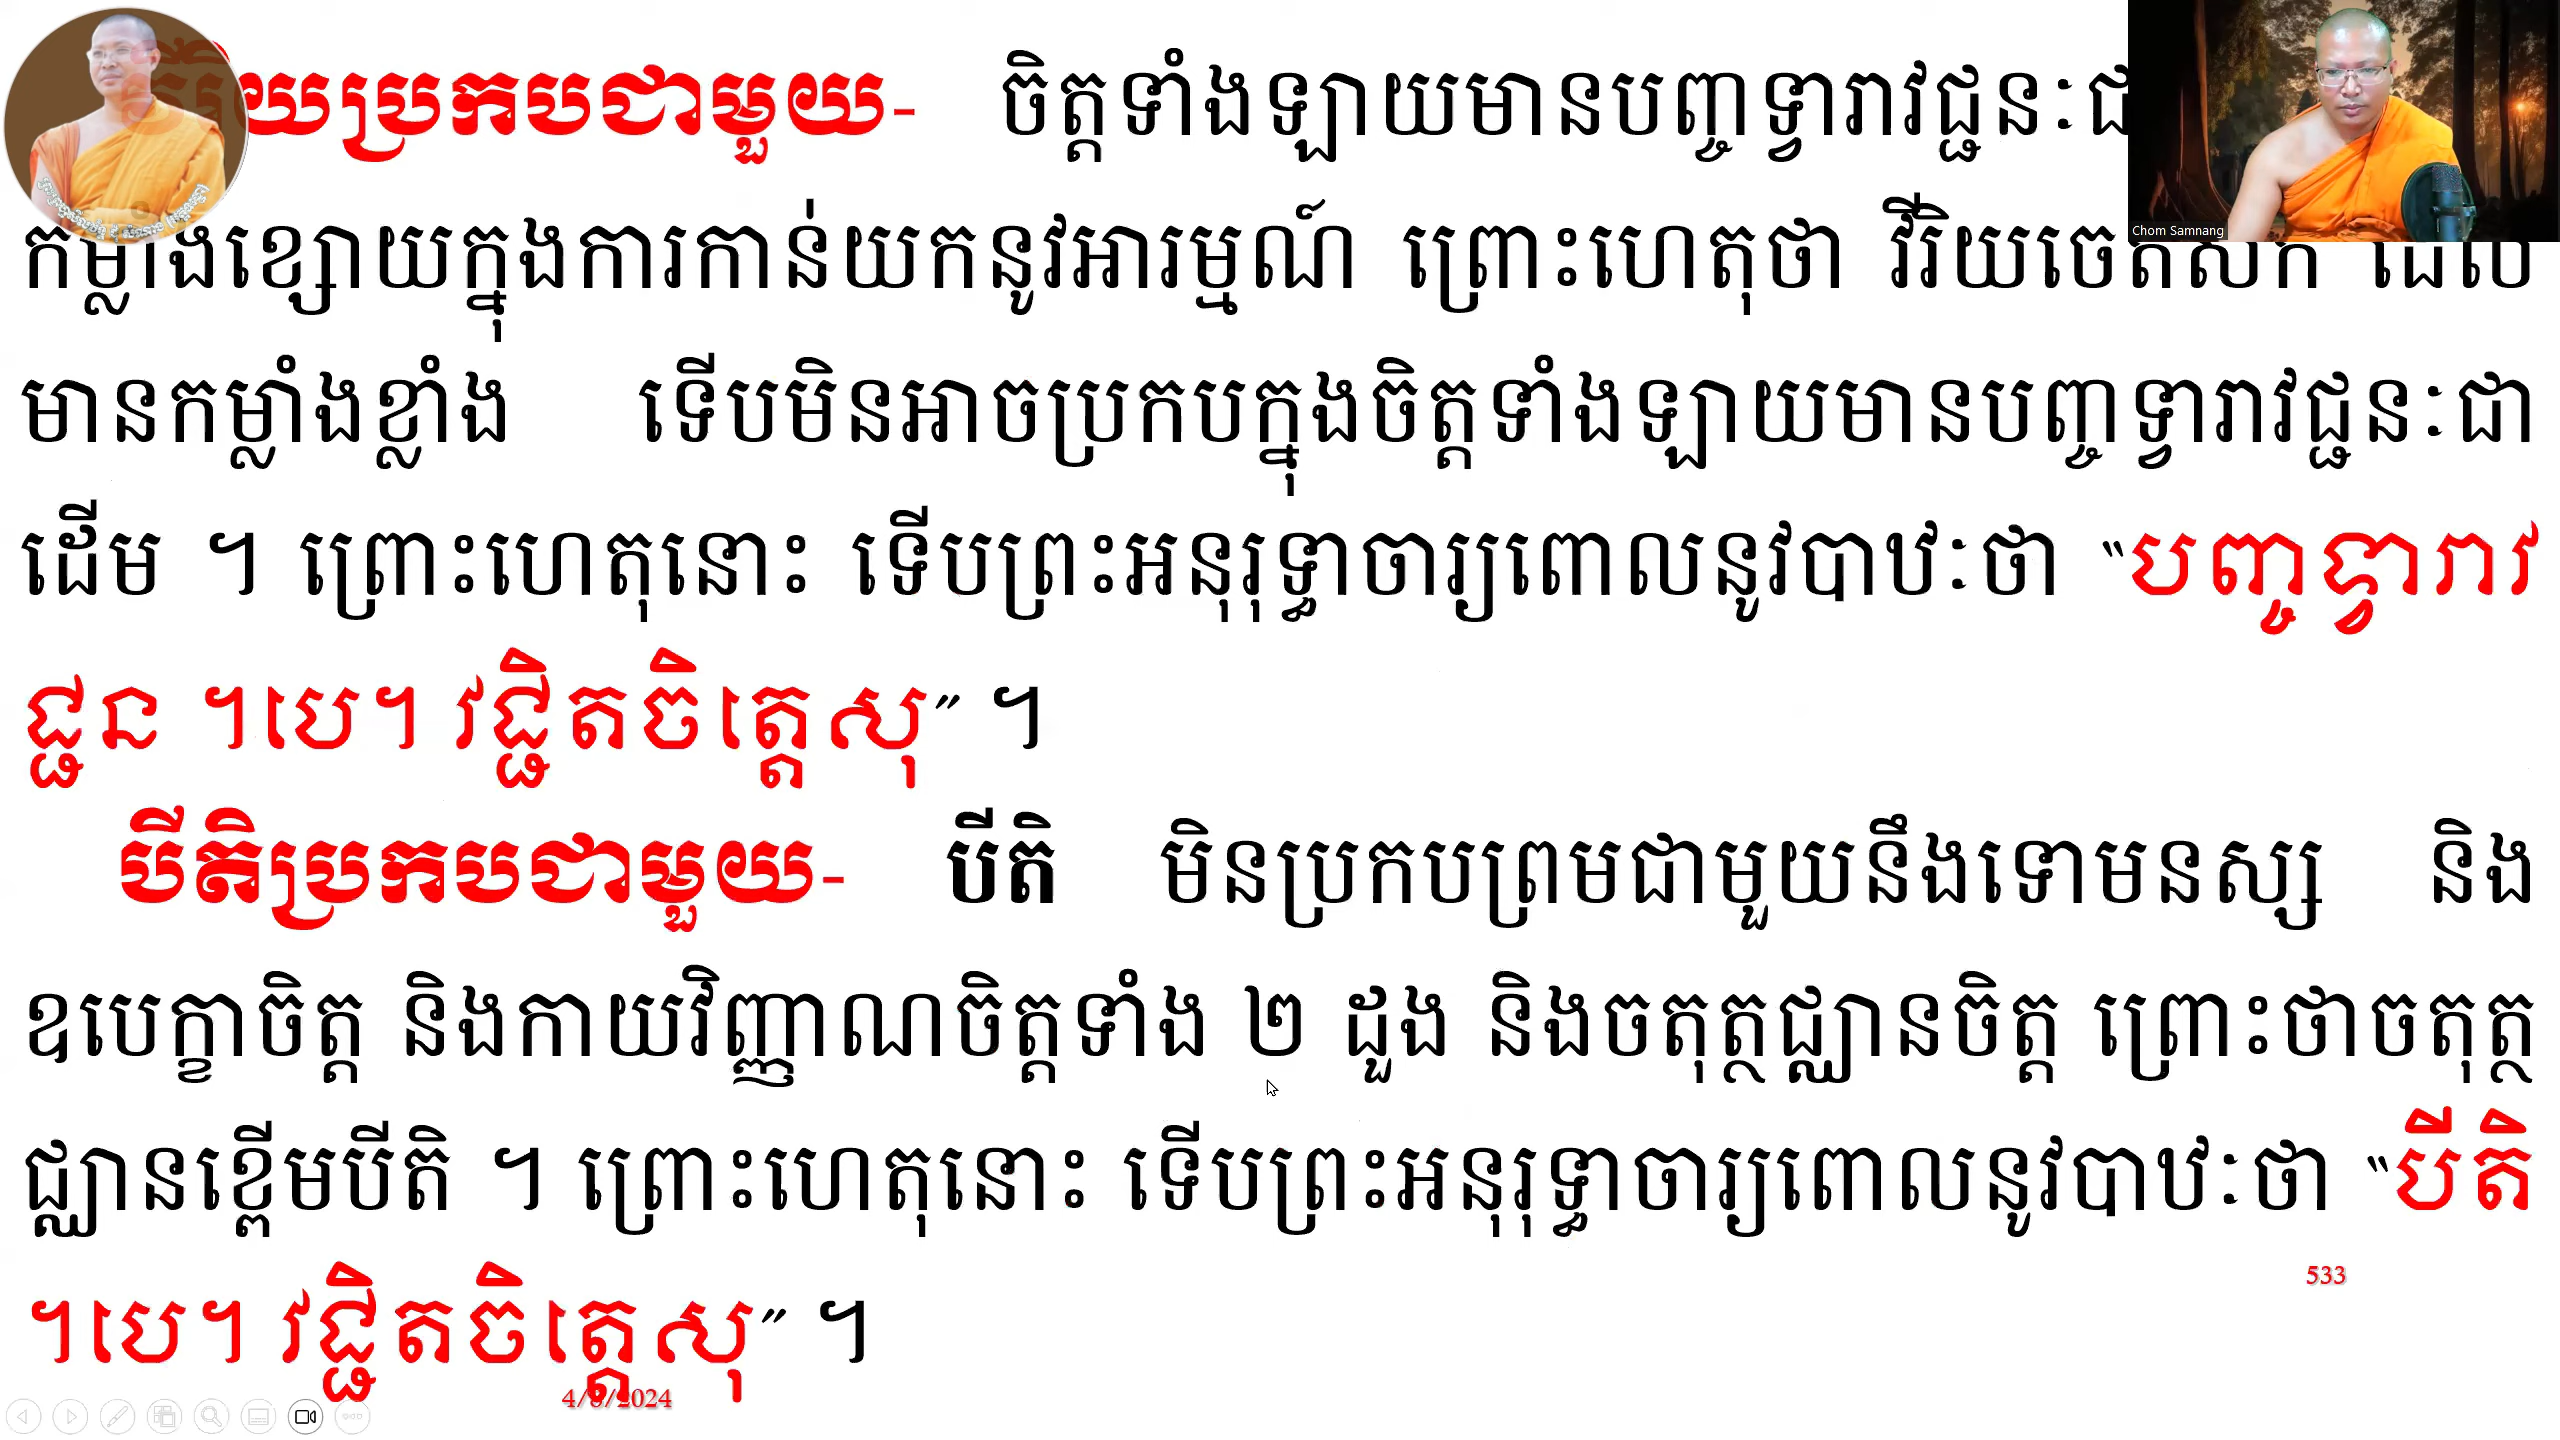 ប្រកបជាមួយ- ចិត្តទាំងឡាយមានបញ្ចទ្វារាវជ្ជនៈជា
Chom Samnang
កម្លាំងខ្សោយក្នុងការកាន់យកនូវអារម្មណ៍ ព្រោះហេតុថា វីរិយចេតសិក ដែល
មានកម្លាំងខ្លាំង ទើបមិនអាចប្រកបក្នុងចិត្តទាំងឡាយមានបញ្ចទ្វារាវជ្ជនៈជា
ដើម ។ ព្រោះហេតុនោះ ទើបព្រះអនុរុទ្ធាចារ្យពោលនូវបាឋៈថា “បញ្ចទ្វារាវ
ជ្ជន ។បេ។ វជ្ជិតចិត្តេសុ” ។
បីតិប្រកបជាមួយ- បីតិ មិនប្រកបព្រមជាមួយនឹងទោមនស្ស និង
ឧបេក្ខាចិត្ត និងកាយវិញ្ញាណចិត្តទាំង ២ ដួង និងចតុត្ថជ្ឈានចិត្ត ព្រោះថាចតុត្ថ
ជ្ឈានខ្ពើមបីតិ ។ ព្រោះហេតុនោះ ទើបព្រះអនុរុទ្ធាចារ្យពោលនូវបាឋៈថា “បីតិ
533
។បេ។ វជ្ជិតចិត្តេសុ” ។